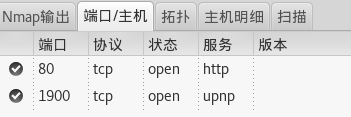 Nmap输出 端口/主机 拓扑 主机明细 扫描
端口 协议 状态 服务 版本
80 tcp open http
1900 tcp open upnp